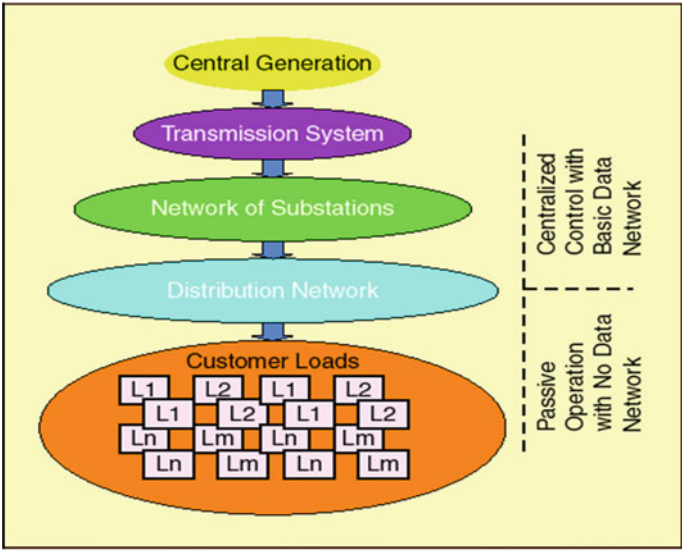 Central Generation
Transmission System
Network of Substations
Distribution Network
Customer Loads
L1 L2 L1 L2
L1 L2 L1 L2
Ln Lm Ln Lm
Ln Lm Ln Lm
Centralized
Control with
Basic Data
Network
Passive
Operation
with No Data
Network